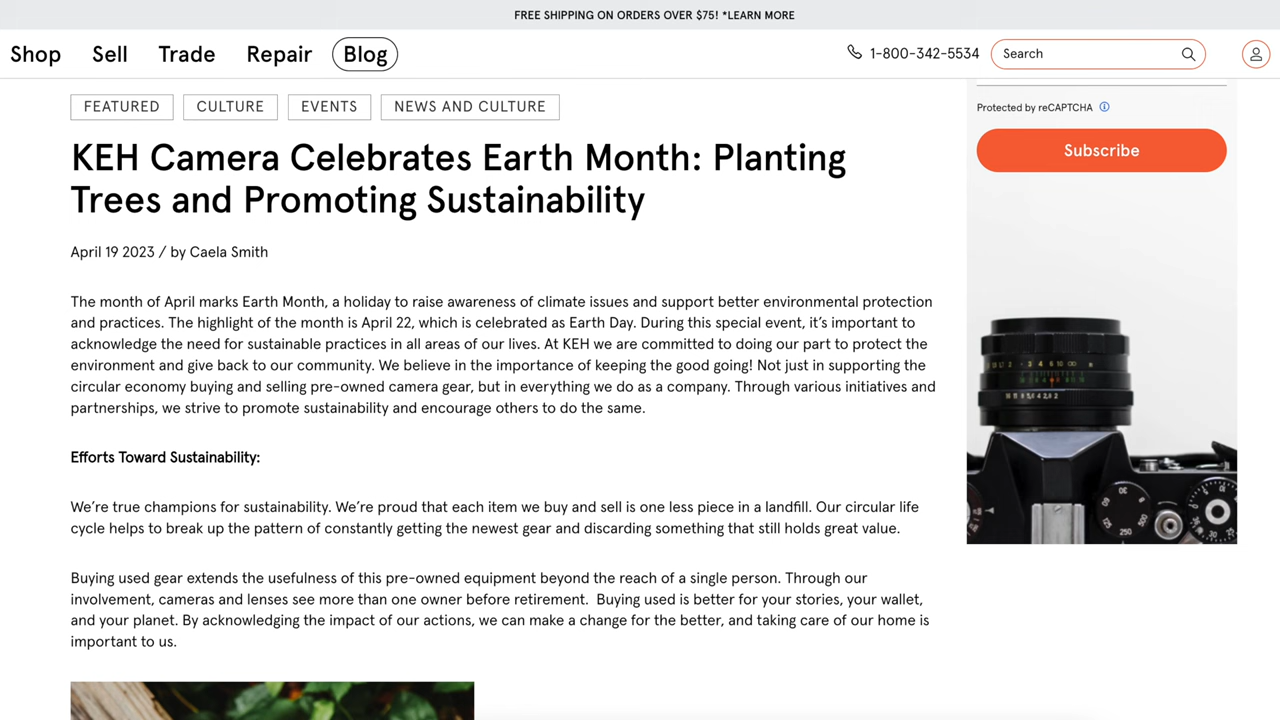 FREE SHIPPING ON ORDERS OVER $75! *LEARN MORE
Shop Sell Trade Repair Blog 1-800-342-5534 Search
FEATURED CULTURE EVENTS NEWS AND CULTURE
Protected by reCAPTCHA
Subscribe
KEH Camera Celebrates Earth Month: Planting
Trees and Promoting Sustainability
April 19 2023 / by Caela Smith
The month of April marks Earth Month, a holiday to raise awareness of climate issues and support better environmental protection
and practices. The highlight of the month is April 22, which is celebrated as Earth Day. During this special event, it’s important to
acknowledge the need for sustainable practices in all areas of our lives. At KEH we are committed to doing our part to protect the
environment and give back to our community. We believe in the importance of keeping the good going! Not just in supporting the
circular economy buying and selling pre-owned camera gear, but in everything we do as a company. Through various initiatives and
partnerships, we strive to promote sustainability and encourage others to do the same.
Efforts Toward Sustainability:
We’re true champions for sustainability. We’re proud that each item we buy and sell is one less piece in a landfill. Our circular life
cycle helps to break up the pattern of constantly getting the newest gear and discarding something that still holds great value.
Buying used gear extends the usefulness of this pre-owned equipment beyond the reach of a single person. Through our
involvement, cameras and lenses see more than one owner before retirement. Buying used is better for your stories, your wallet,
and your planet. By acknowledging the impact of our actions, we can make a change for the better, and taking care of our home is
important to us.